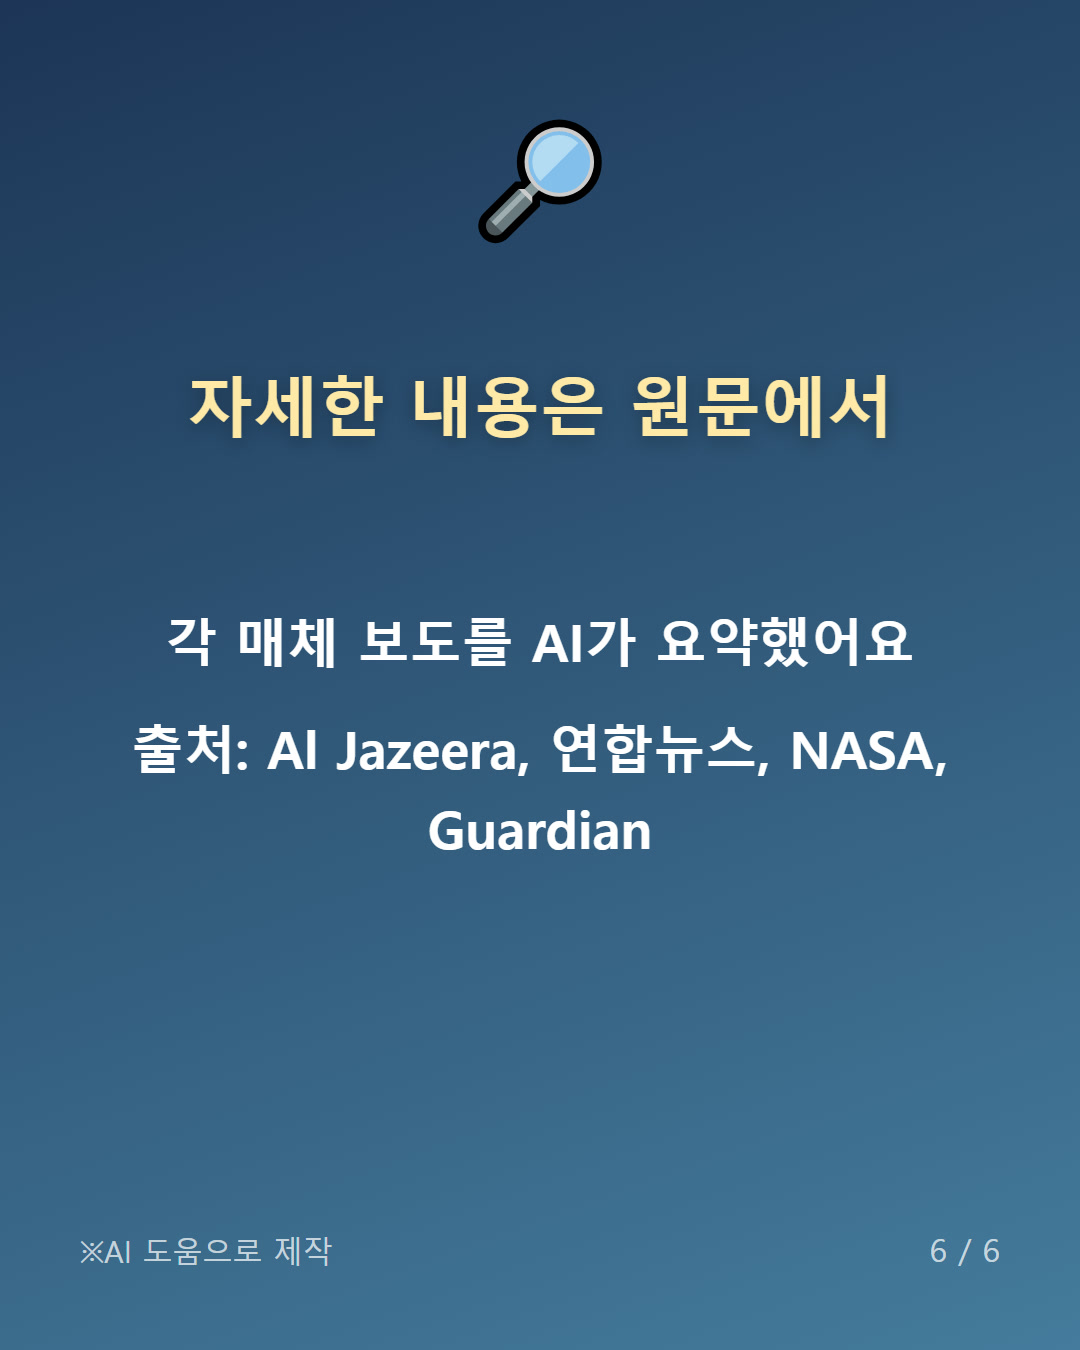 자세한 내용은 원문에서
각 매체 보도를 AI가 요약했어요
출처: Al Jazeera, 연합뉴스, NASA,
Guardian
※AI 도움으로 제작
6 / 6